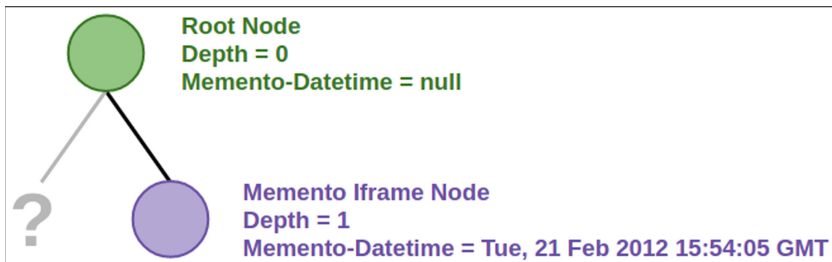 Root Node
Depth = 0
Memento-Datetime = null
?
Memento Iframe Node
Depth = 1
Memento-Datetime = Tue, 21 Feb 2012 15:54:05 GMT